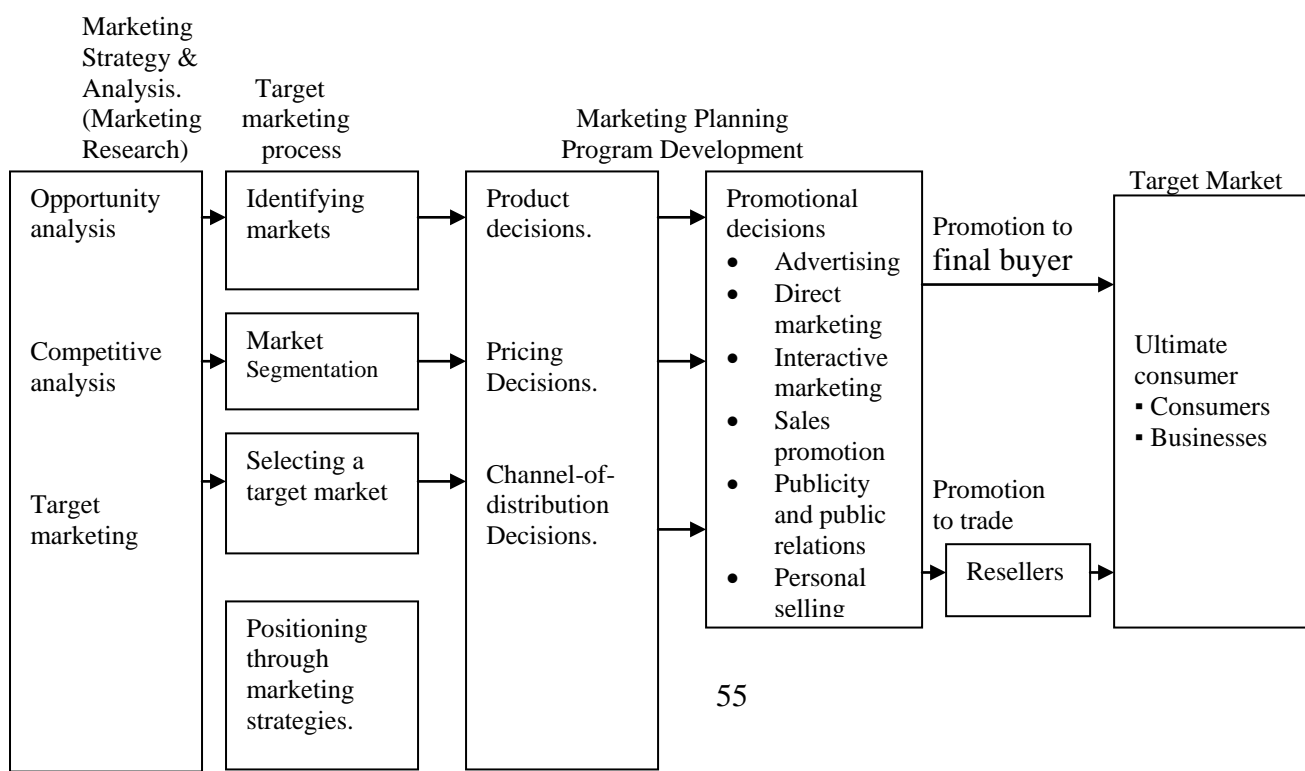 Marketing
Strategy &
Analysis.
(Marketing
Research)
Target
marketing
process
Marketing Planning
Program Development
Target Market
Opportunity
analysis
Competitive
analysis
Target
marketing
Identifying
markets
Market
Segmentation
Selecting a
target market
Positioning
through
marketing
strategies.
Product
decisions.
Pricing
Decisions.
Channel-of-
distribution
Decisions.
Promotional
decisions
• Advertising
• Direct
marketing
• Interactive
marketing
• Sales
promotion
• Publicity
and public
relations
• Personal
selling
Promotion to
final buyer
Promotion
to trade
Resellers
Ultimate
consumer
▪ Consumers
▪ Businesses
55